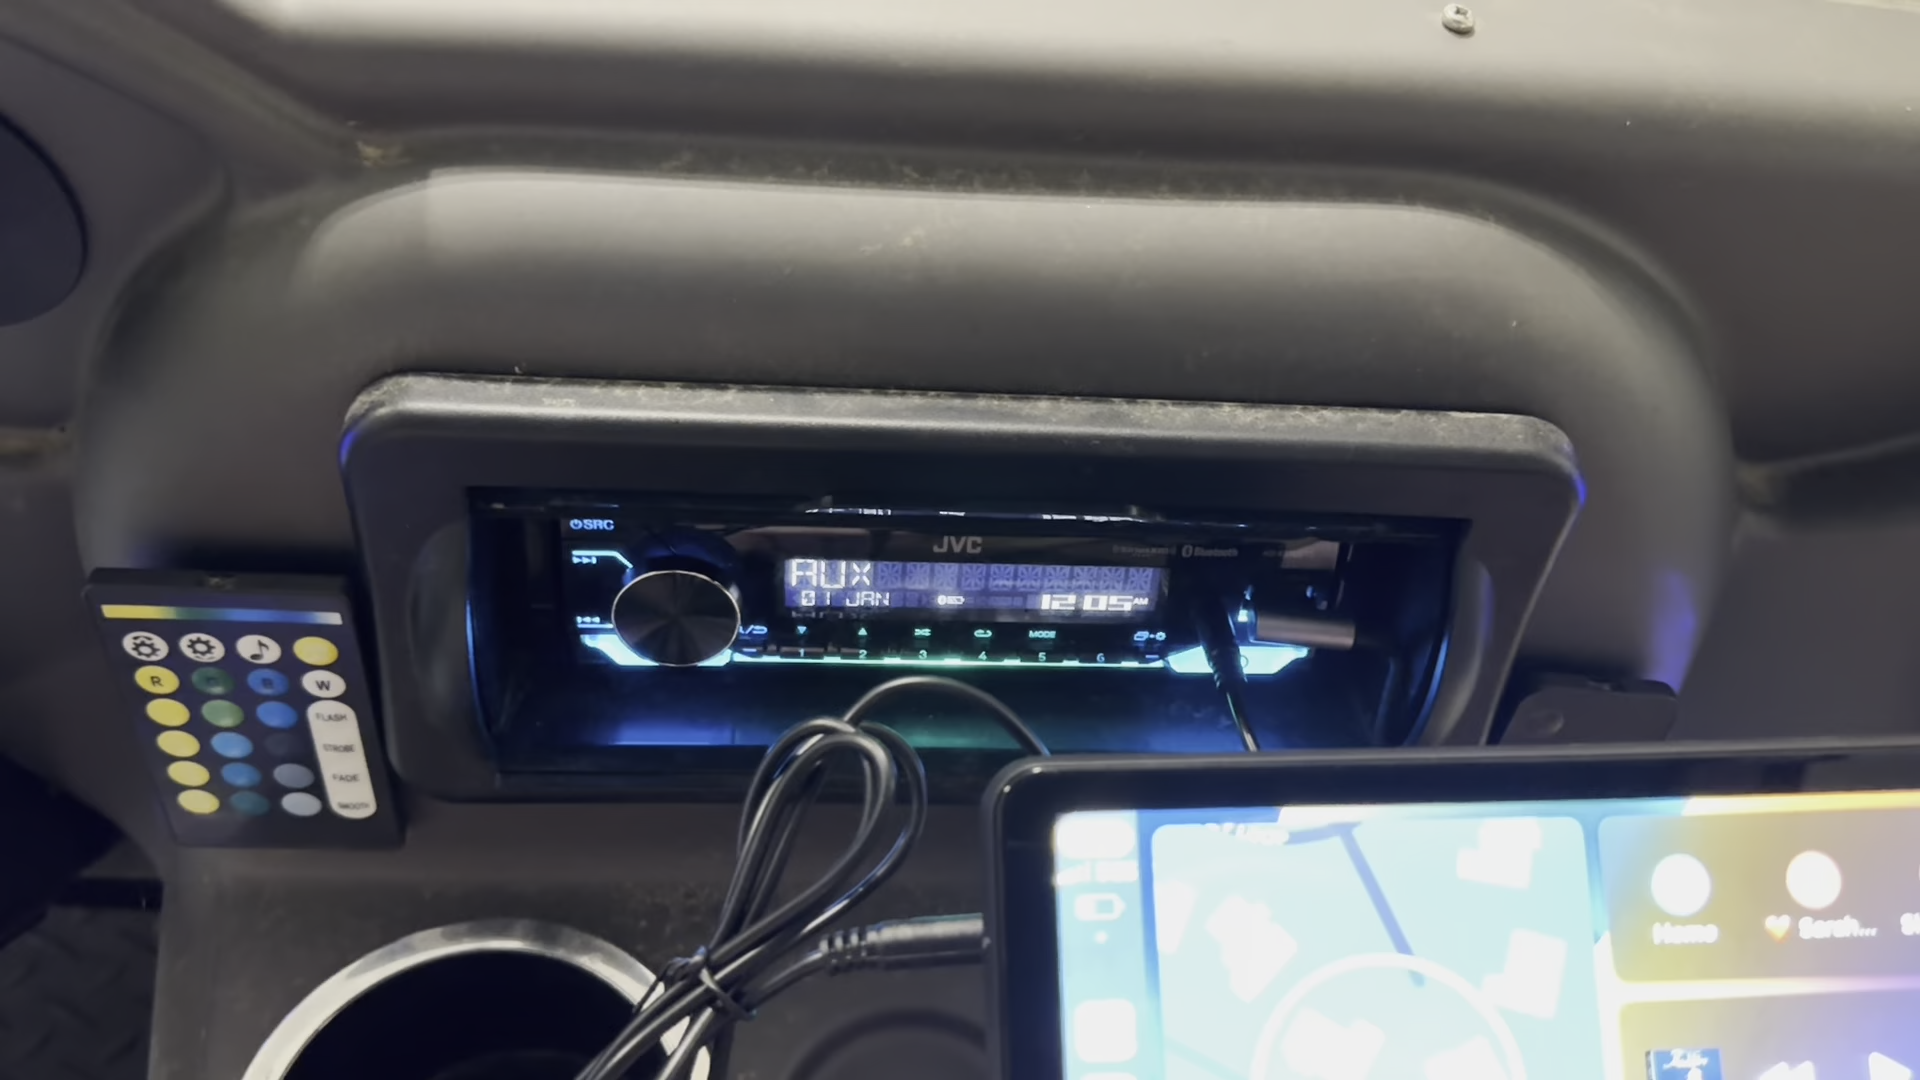 SRC
JVC
Bluetooth
AUX
01 JAN
12:05 AM
MODE
1 2 3 4 5 6
R
W
FLASH
STROBE
FADE
SMOOTH
Home
Sarah...